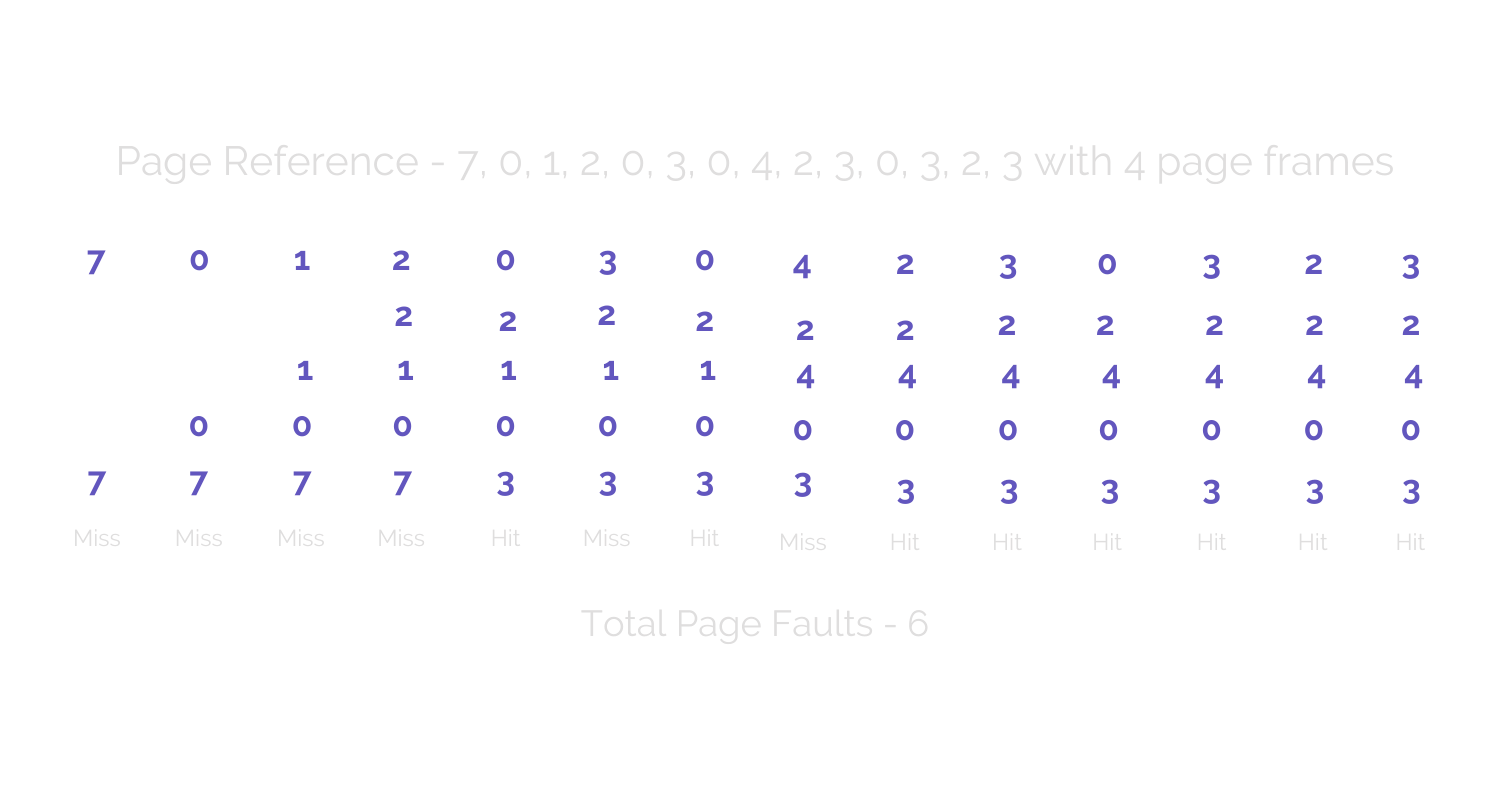 Page Reference - 7, 0, 1, 2, 0, 3, 0, 4, 2, 3, 0, 3, 2, 3 with 4 page frames
7 0 1 2 0 3 0 4 2 3 0 3 2 3
2 2 2 2 2 2 2 2 2 2 2
1 1 1 1 1 4 4 4 4 4 4 4
0 0 0 0 0 0 0 0 0 0 0 0 0
7 7 7 7 3 3 3 3 3 3 3 3 3 3
Miss Miss Miss Miss Hit Miss Hit Miss Hit Hit Hit Hit Hit Hit
Total Page Faults - 6